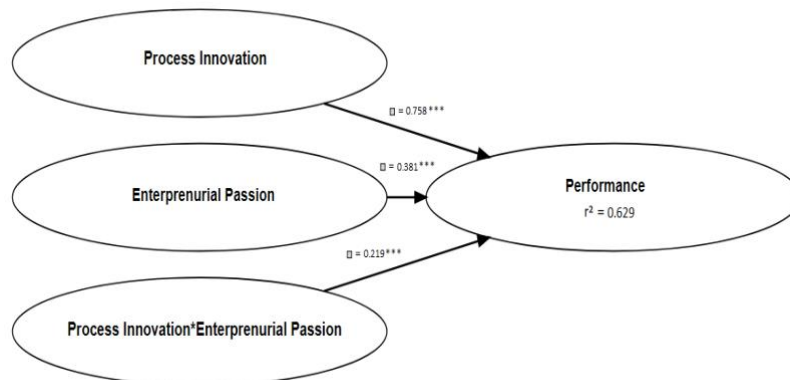 Process Innovation
▯ = 0.758***
Enterprenurial Passion
▯ = 0.381***
Performance
r² = 0.629
▯ = 0.219***
Process Innovation*Enterprenurial Passion